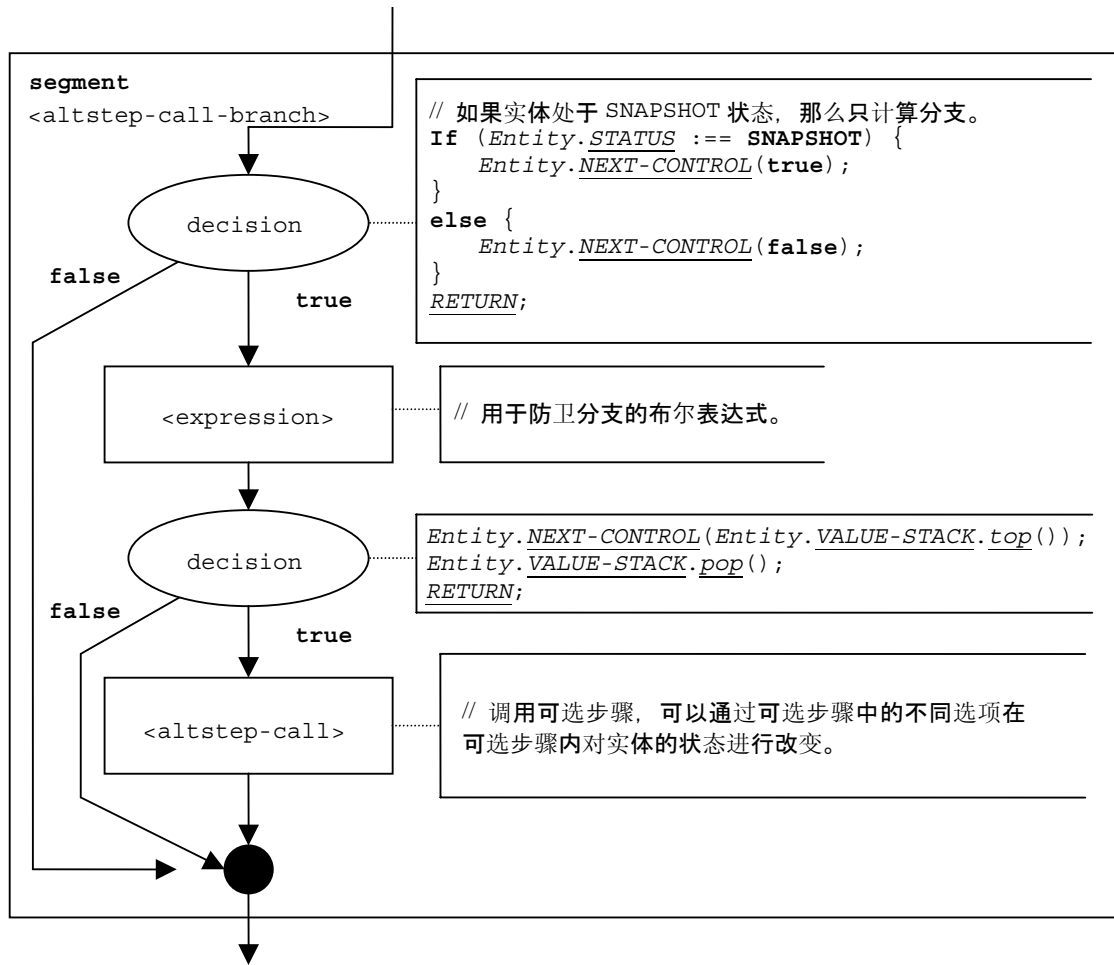 segment
<altstep-call-branch>
// 如果实体处于 SNAPSHOT 状态，那么只计算分支。
If (Entity.STATUS :== SNAPSHOT) {
Entity.NEXT-CONTROL(true);
}
else {
Entity.NEXT-CONTROL(false);
}
RETURN;
decision
false
true
<expression>
// 用于防卫分支的布尔表达式。
decision
Entity.NEXT-CONTROL(Entity.VALUE-STACK.top());
Entity.VALUE-STACK.pop();
RETURN;
false
true
<altstep-call>
// 调用可选步骤，可以通过可选步骤中的不同选项在
可选步骤内对实体的状态进行改变。